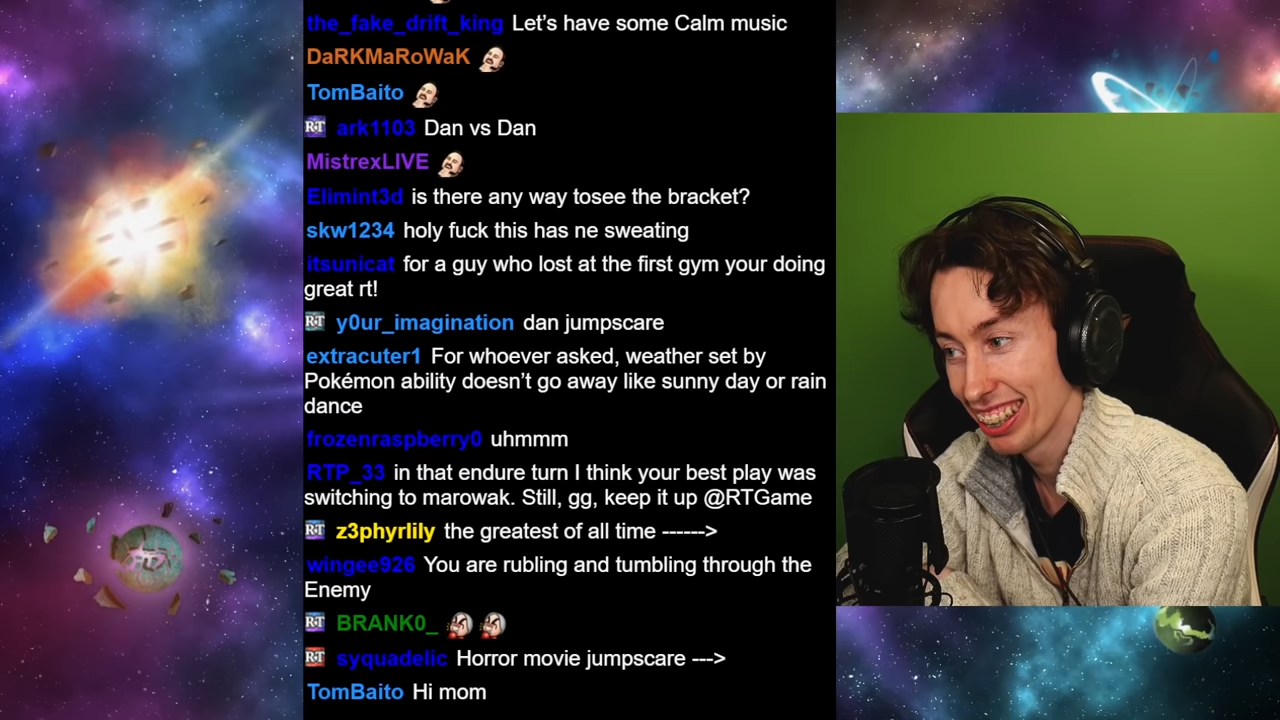 the_fake_drift_king Let's have some Calm music
DaRKMaRoWaK
TomBaito
RT ark1103 Dan vs Dan
MistrexLIVE
Elimint3d is there any way tosee the bracket?
skw1234 holy fuck this has ne sweating
itsunicat for a guy who lost at the first gym your doing
great rt!
RT y0ur_imagination dan jumpscare
extracuter1 For whoever asked, weather set by
Pokémon ability doesn't go away like sunny day or rain
dance
frozenraspberry0 uhmmm
RTP_33 in that endure turn I think your best play was
switching to marowak. Still, gg, keep it up @RTGame
RT z3phyrlily the greatest of all time ------>
wingee926 You are rubling and tumbling through the
Enemy
RT BRANK0_
RT syquadelic Horror movie jumpscare --->
TomBaito Hi mom